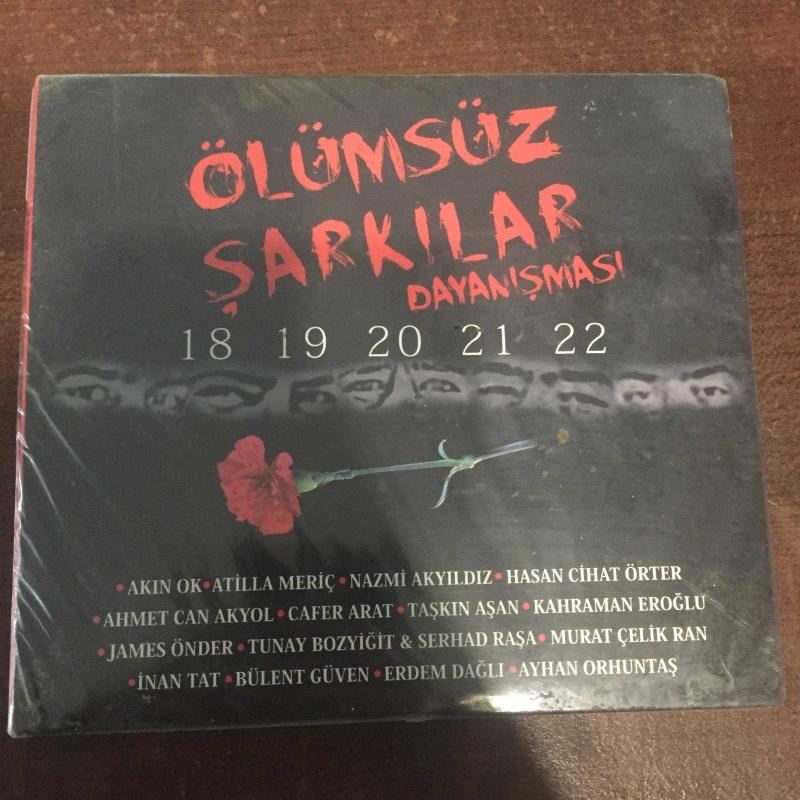 ÖLÜMSÜZ
ŞARKILAR
DAYANIŞMASI
18 19 20 21 22
• AKIN OK • ATİLLA MERİÇ • NAZMİ AKYILDIZ • HASAN CİHAT ÖRTER
• AHMET CAN AKYOL • CAFER ARAT • TAŞKIN AŞAN • KAHRAMAN EROĞLU
• JAMES ÖNDER • TUNAY BOZYİĞİT & SERHAD RAŞA • MURAT ÇELİK RAN
• İNAN TAT • BÜLENT GÜVEN • ERDEM DAĞLI • AYHAN ORHUNTAŞ